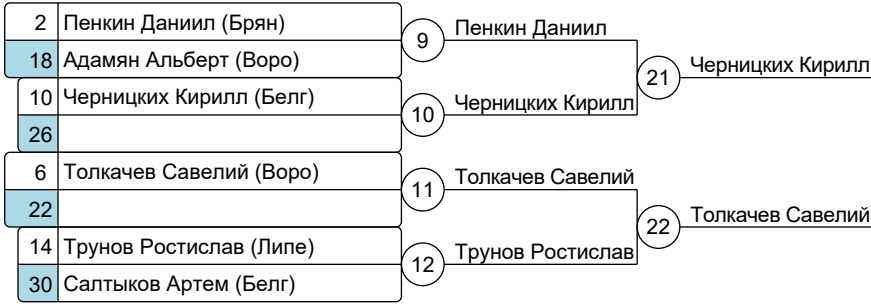 2 Пенкин Даниил (Брян)
18 Адамян Альберт (Воро)
10 Черницких Кирилл (Белг)
26
6 Толкачев Савелий (Воро)
22
14 Трунов Ростислав (Липе)
30 Салтыков Артем (Белг)
9 Пенкин Даниил
10 Черницких Кирилл
11 Толкачев Савелий
12 Трунов Ростислав
21 Черницких Кирилл
22 Толкачев Савелий